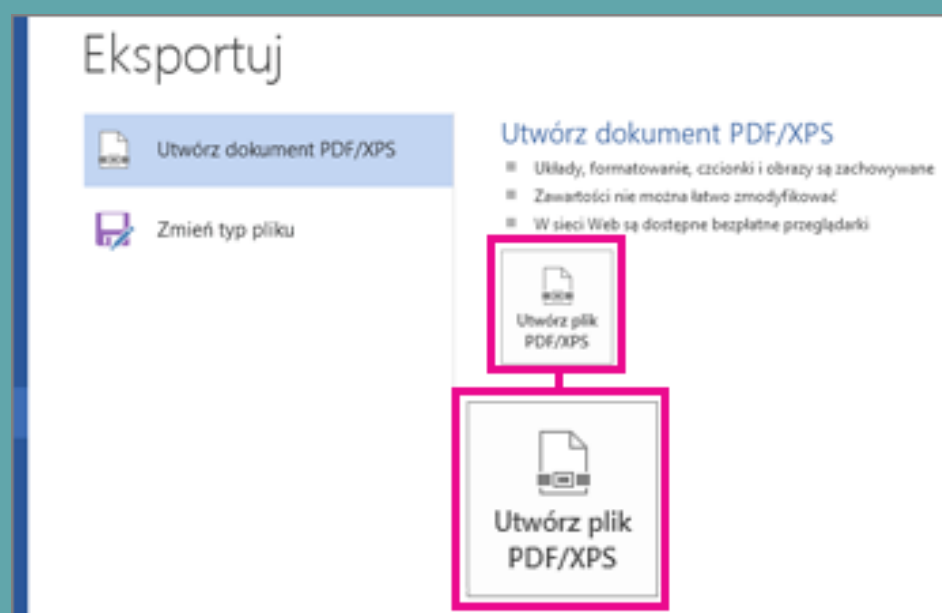 Eksportuj
Utwórz dokument PDF/XPS
Zmień typ pliku
Utwórz dokument PDF/XPS
Układy, formatowanie, czcionki i obrazy są zachowywane
Zawartości nie można łatwo zmodyfikować
W sieci Web są dostępne bezpłatne przeglądarki
Utwórz plik
PDF/XPS
Utwórz plik
PDF/XPS